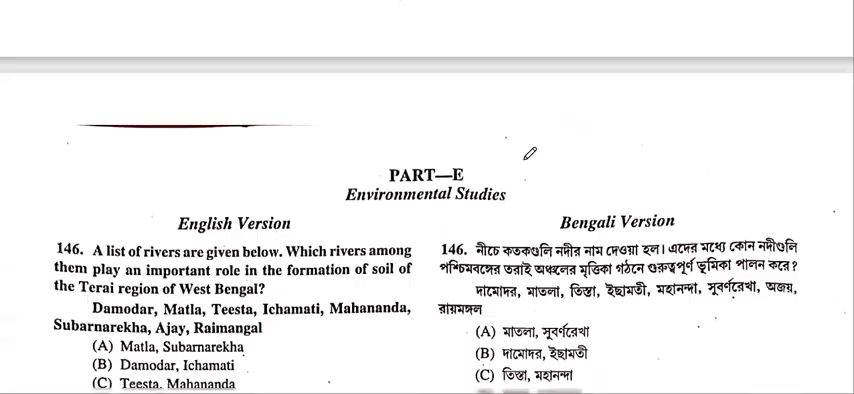 PART—E
Environmental Studies
English Version
146. A list of rivers are given below. Which rivers among
them play an important role in the formation of soil of
the Terai region of West Bengal?
Damodar, Matla, Teesta, Ichamati, Mahananda,
Subarnarekha, Ajay, Raimangal
(A) Matla, Subarnarekha
(B) Damodar, Ichamati
(C) Teesta, Mahananda
Bengali Version
146. নীচে কতকগুলি নদীর নাম দেওয়া হল। এদের মধ্যে কোন নদীগুলি
পশ্চিমবঙ্গের তরাই অঞ্চলের মৃত্তিকা গঠনে গুরুত্বপূর্ণ ভূমিকা পালন করে?
দামোদর, মাতলা, তিস্তা, ইছামতী, মহানন্দা, সুবর্ণরেখা, অজয়,
রায়মঙ্গল
(A) মাতলা, সুবর্ণরেখা
(B) দামোদর, ইছামতী
(C) তিস্তা, মহানন্দা